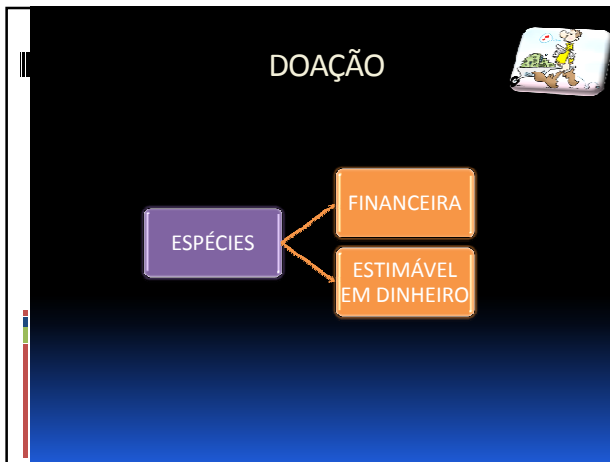 DOAÇÃO
FINANCEIRA
ESPÉCIES
ESTIMÁVEL
EM DINHEIRO